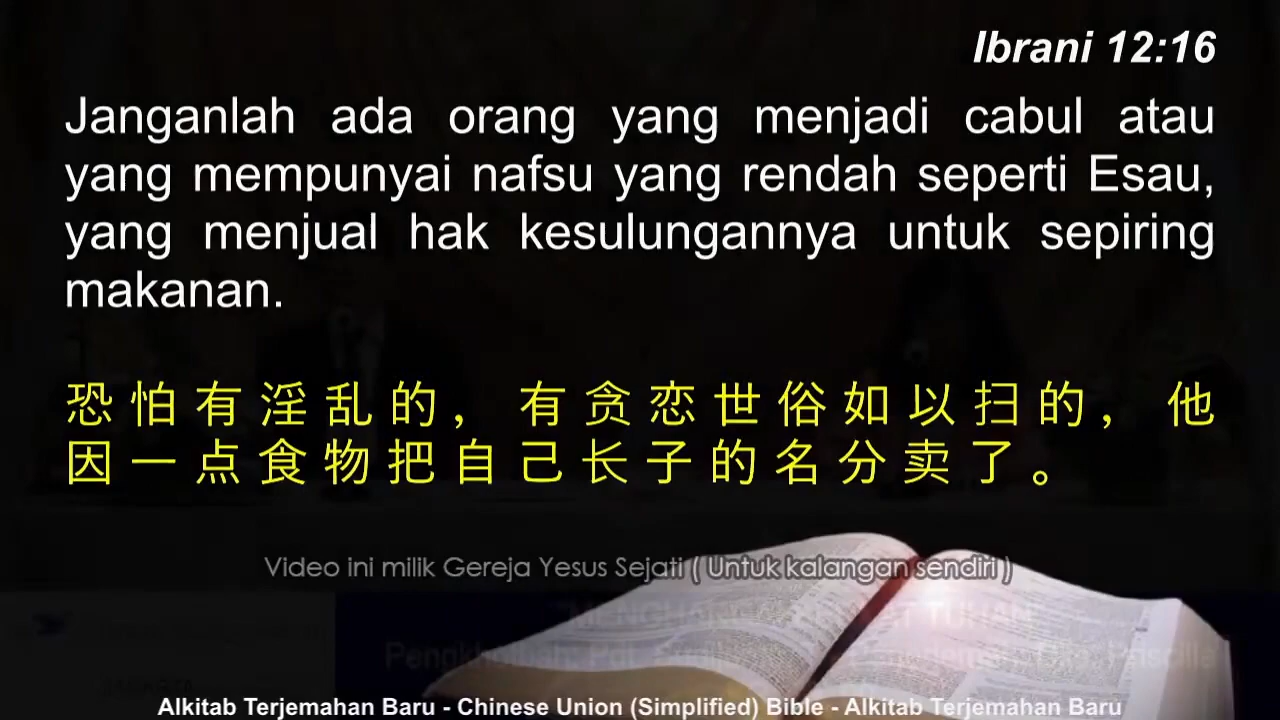 Ibrani 12:16
Janganlah ada orang yang menjadi cabul atau
yang mempunyai nafsu yang rendah seperti Esau,
yang menjual hak kesulungannya untuk sepiring
makanan.
恐怕有淫乱的，有贪恋世俗如以扫的，他
因一点食物把自己长子的名分卖了。
Video ini milik Gereja Yesus Sejati ( Untuk kalangan sendiri )
Alkitab Terjemahan Baru - Chinese Union (Simplified) Bible - Alkitab Terjemahan Baru